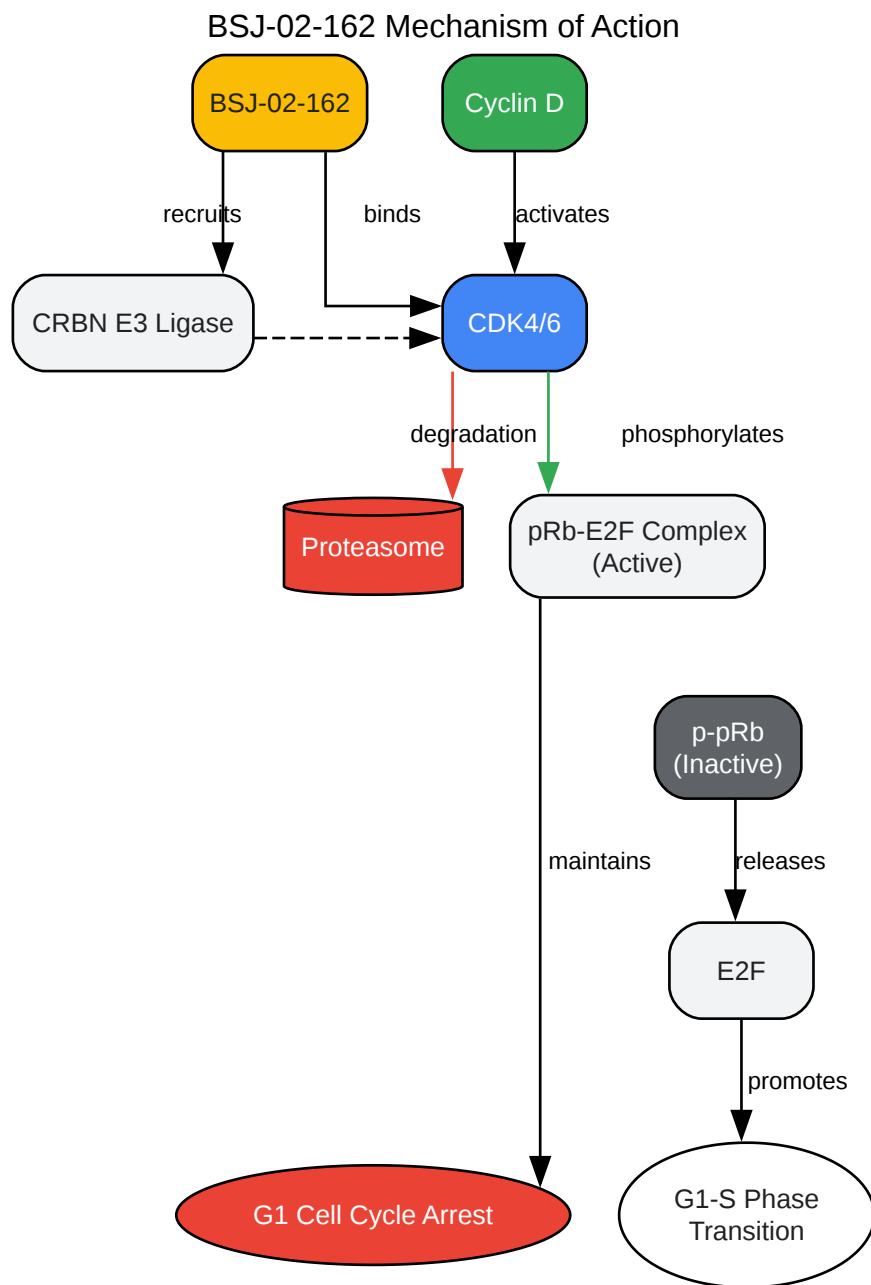 BSJ-02-162 Mechanism of Action
BSJ-02-162
Cyclin D
recruits
binds
activates
CRBN E3 Ligase
CDK4/6
degradation
phosphorylates
Proteasome
pRb-E2F Complex
(Active)
p-pRb
(Inactive)
maintains
releases
E2F
promotes
G1 Cell Cycle Arrest
G1-S Phase
Transition